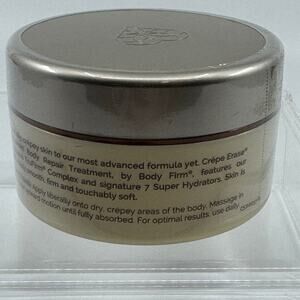 crepey skin to our most advanced formula yet. Crépe Erase®
Body Repair Treatment, by Body Firm®, features our
TruFirm® Complex and signature 7 Super Hydrators. Skin is
smooth, firm and touchably soft.
Apply liberally onto dry, crepey areas of the body. Massage in
motion until fully absorbed. For optimal results, use daily.